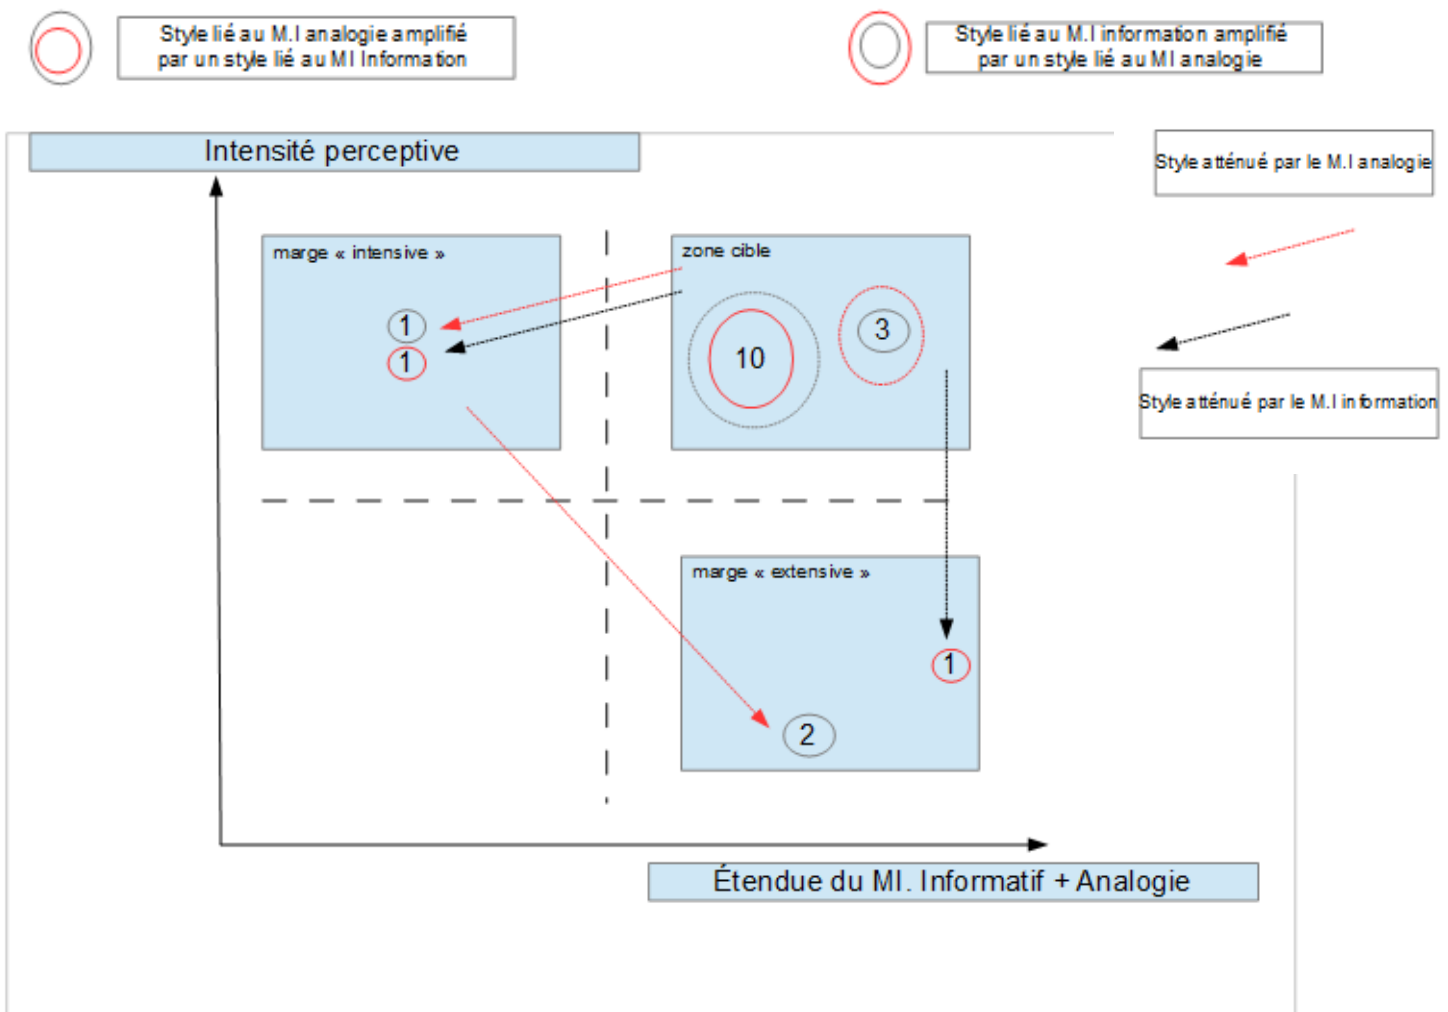 Style lié au M.I analogie amplifié
par un style lié au MI Information
Style lié au M.I information amplifié
par un style lié au MI analogie
Intensité perceptive
Style atténué par le M.I analogie
marge « intensive »
zone cible
1
1
10
3
Style atténué par le M.I information
marge « extensive »
1
2
Étendue du MI. Informatif + Analogie